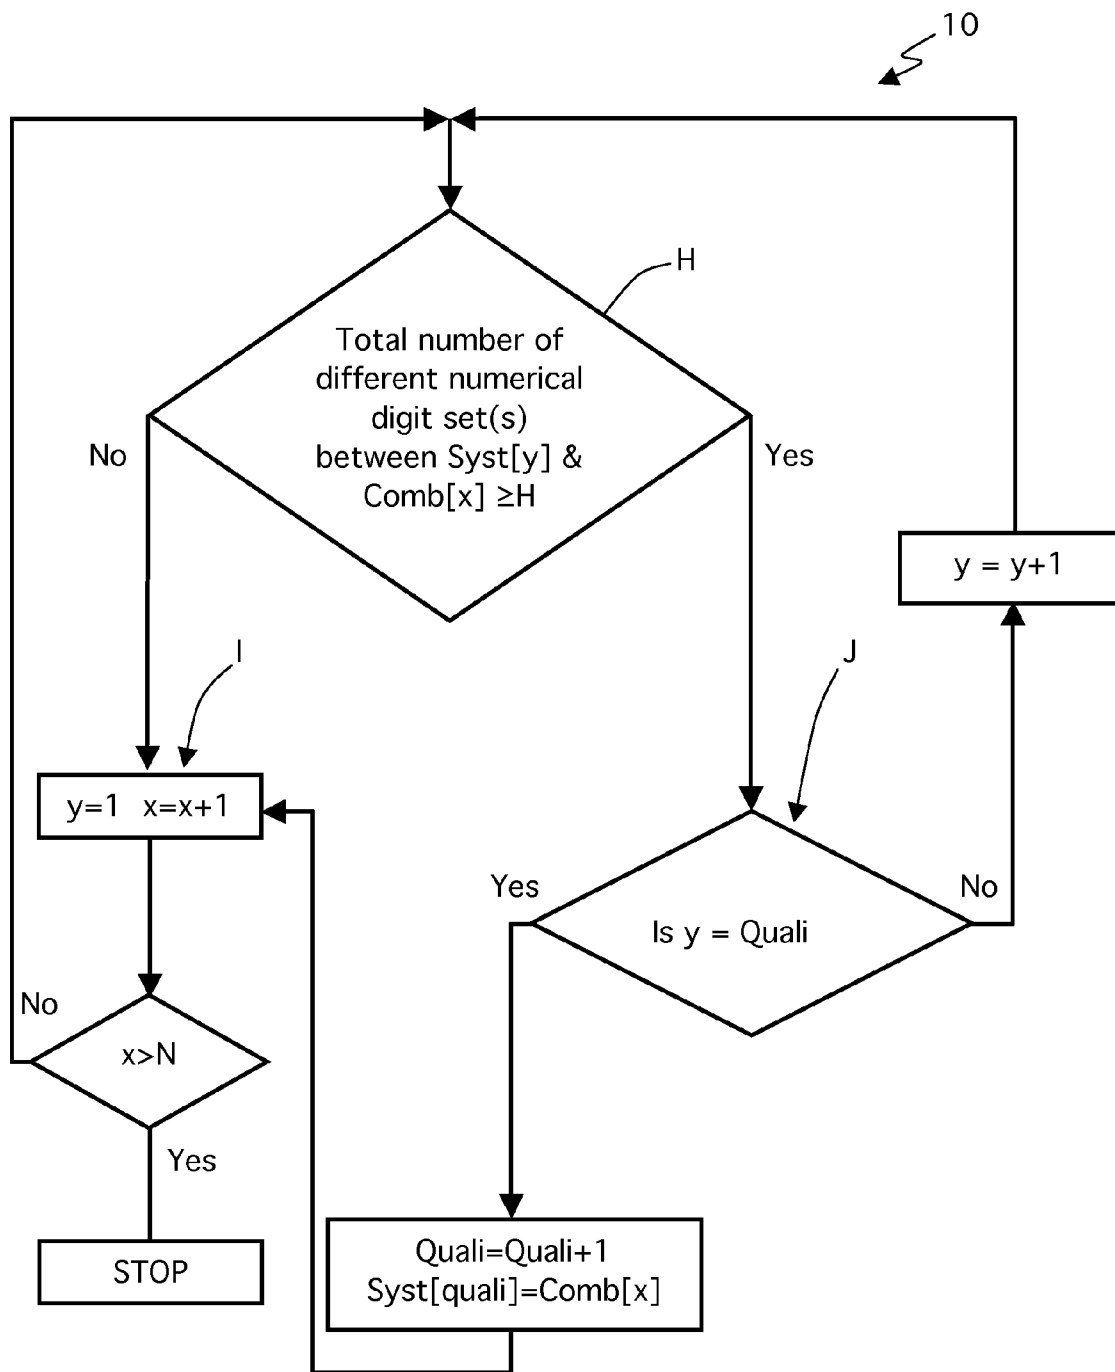 10
H
Total number of
different numerical
digit set(s)
between Syst[y] &
Comb[x] ≥H
No
Yes
y = y+1
I
J
y=1 x=x+1
Yes
No
Is y = Quali
No
x>N
Yes
STOP
Quali=Quali+1
Syst[quali]=Comb[x]